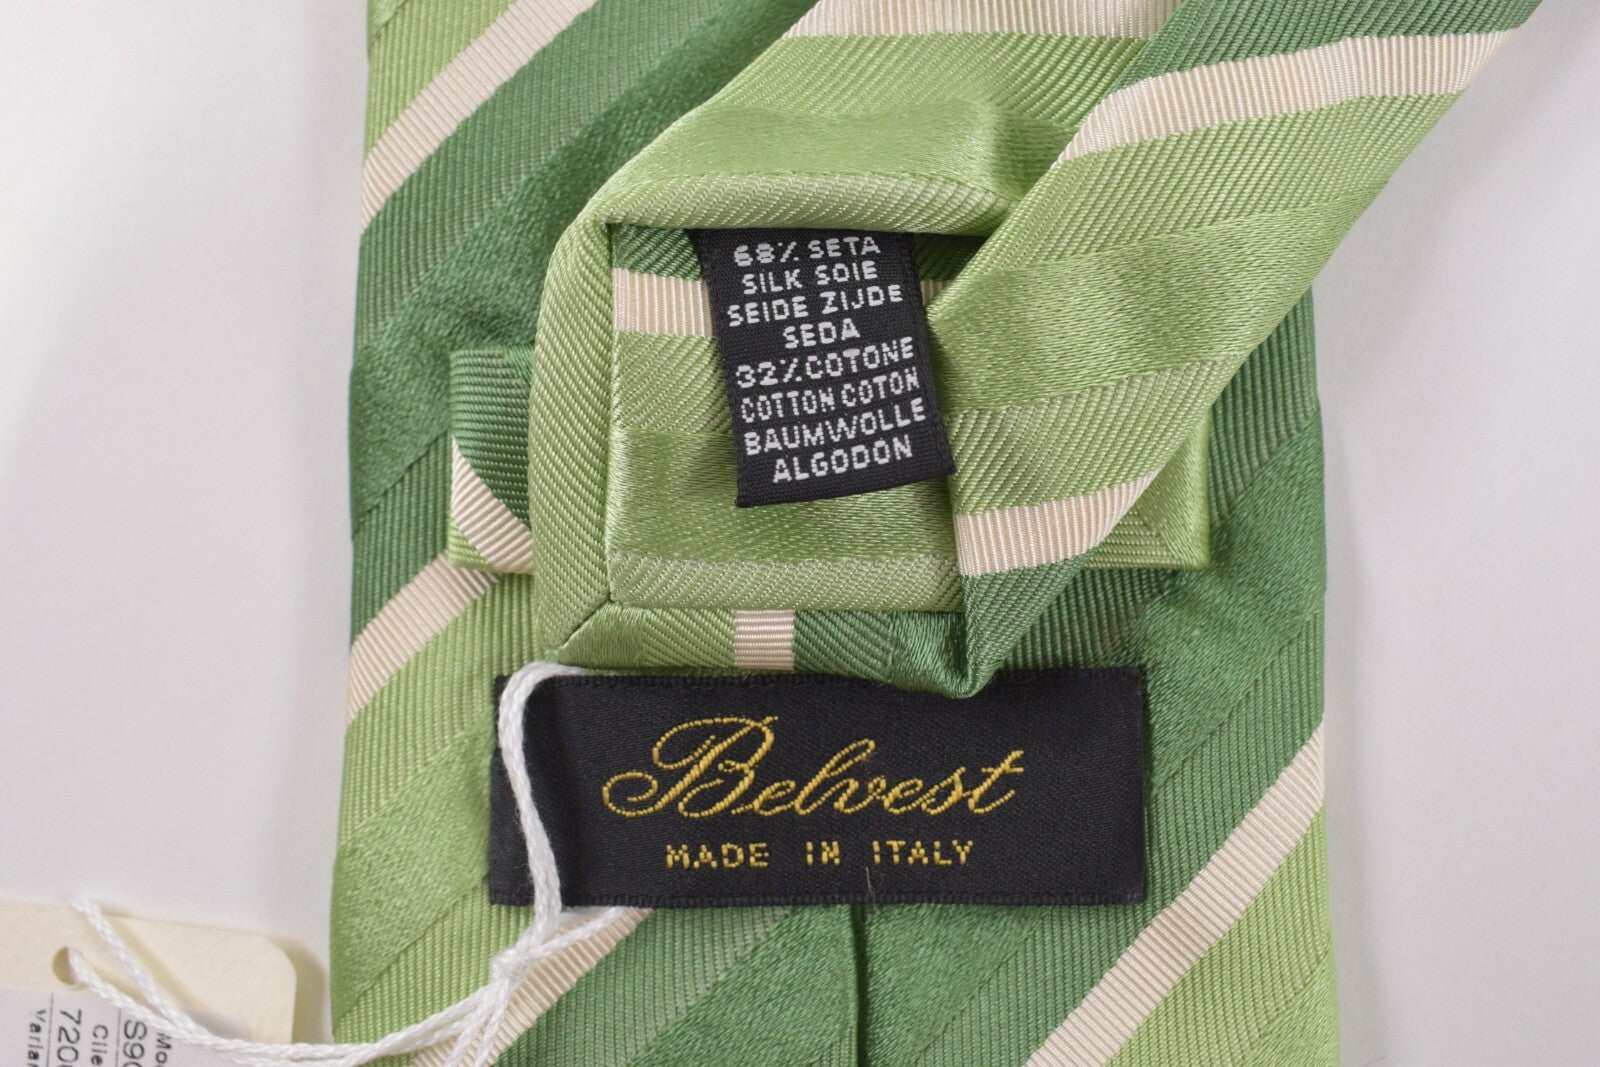 68% SETA
SILK SOIE
SEIDE ZIJDE
SEDA
32% COTONE
COTTON COTON
BAUMWOLLE
ALGODON
Belvest
MADE IN ITALY